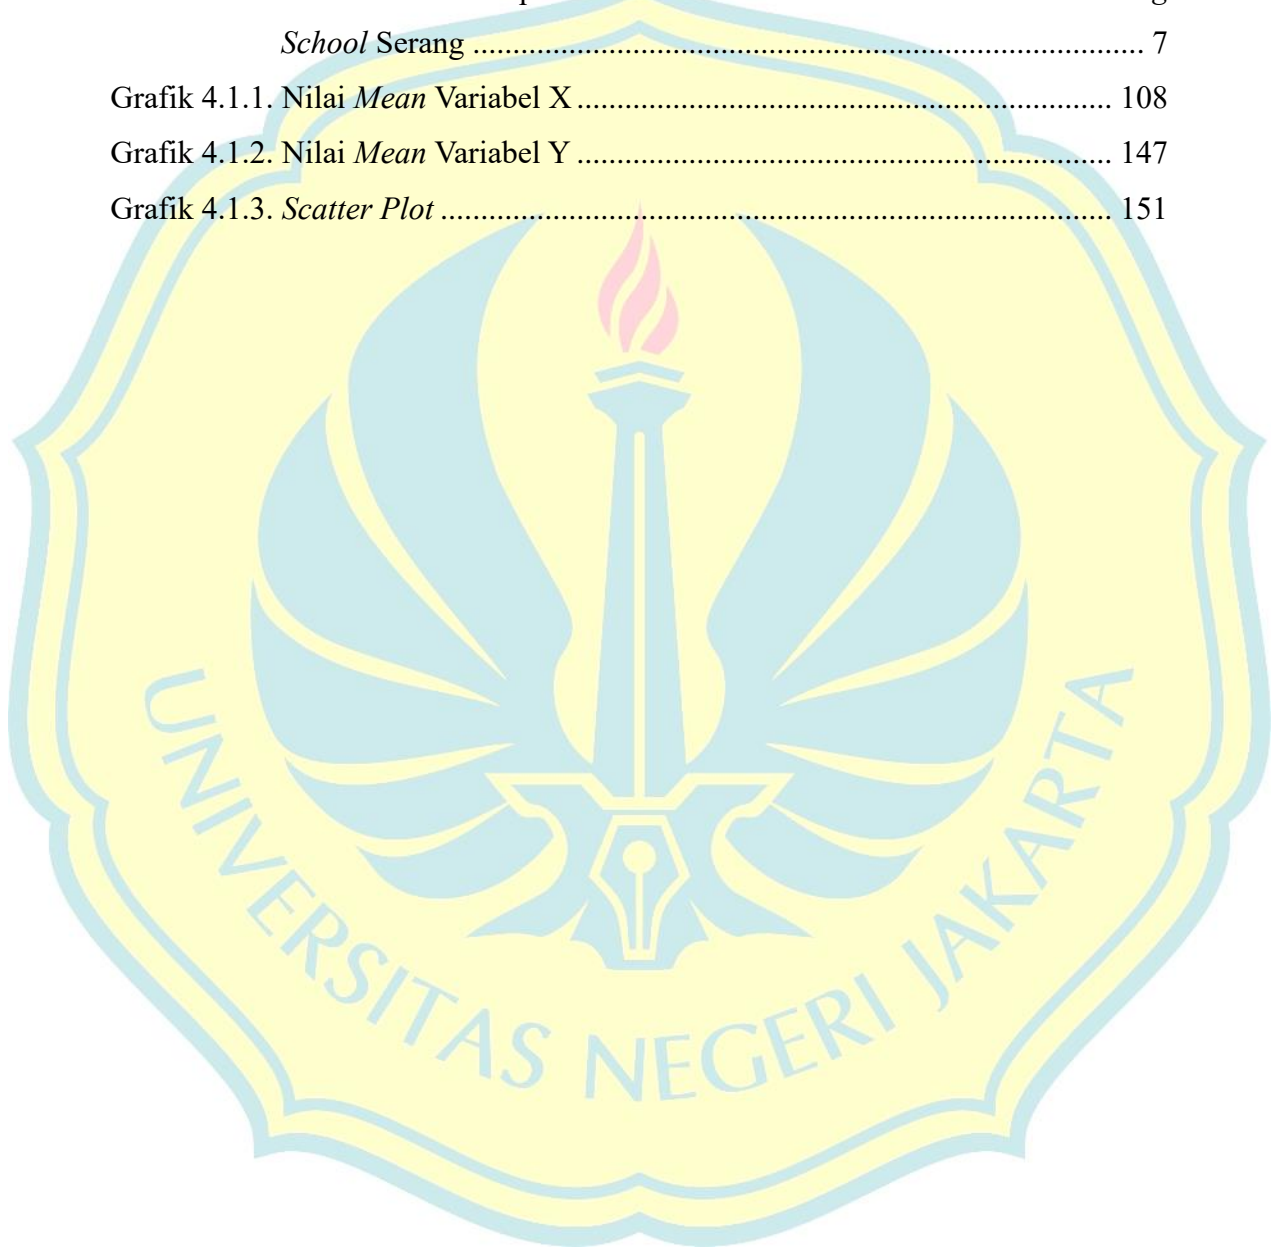 School Serang ................................................................................... 7
Grafik 4.1.1. Nilai Mean Variabel X .................................................................. 108
Grafik 4.1.2. Nilai Mean Variabel Y .................................................................. 147
Grafik 4.1.3. Scatter Plot ................................................................................... 151
UNIVERSITAS NEGERI JAKARTA